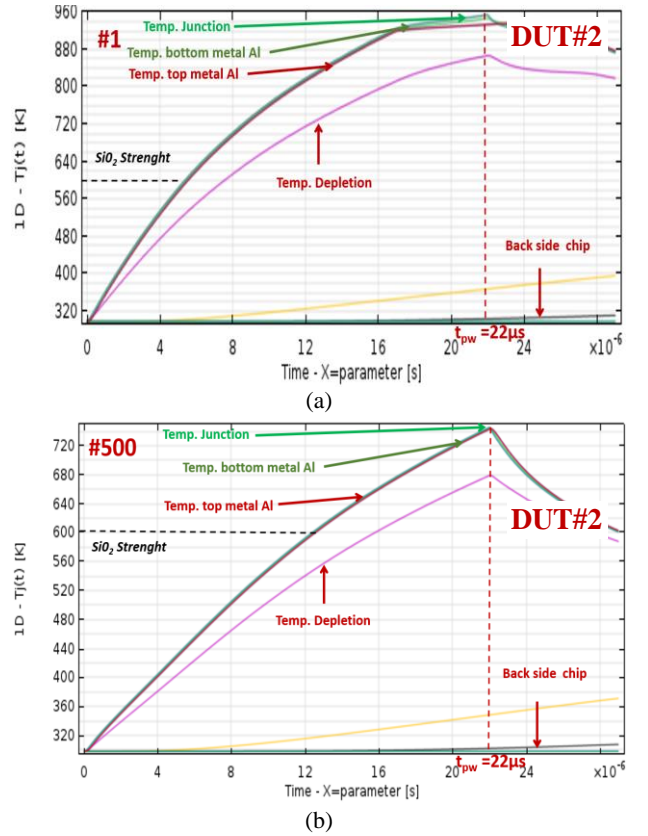 960
#1
Temp. Junction
DUT#2
880
Temp. bottom metal Al
Temp. top metal Al
800
720
SiO2 Strenght
640
560
Temp. Depletion
480
Back side chip
400
320
1D - Tj(t) [K]
0 4 8 12 16 20 24 x10-6
tpw =22µs
Time - X=parameter [s]
(a)
#500
Temp. Junction
720
Temp. bottom metal Al
680
Temp. top metal Al
640
DUT#2
600
SiO2 Strenght
560
520
Temp. Depletion
480
440
400
Back side chip
360
320
1D - Tj(t) [K]
tpw =22µs
0 4 8 12 16 20 24 x10-6
Time - X=parameter [s]
(b)